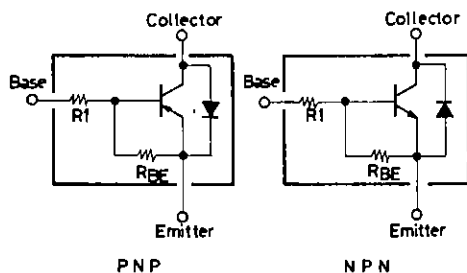 Collector
Base
R1
RBE
Emitter
PNP
Collector
Base
R1
RBE
Emitter
NPN